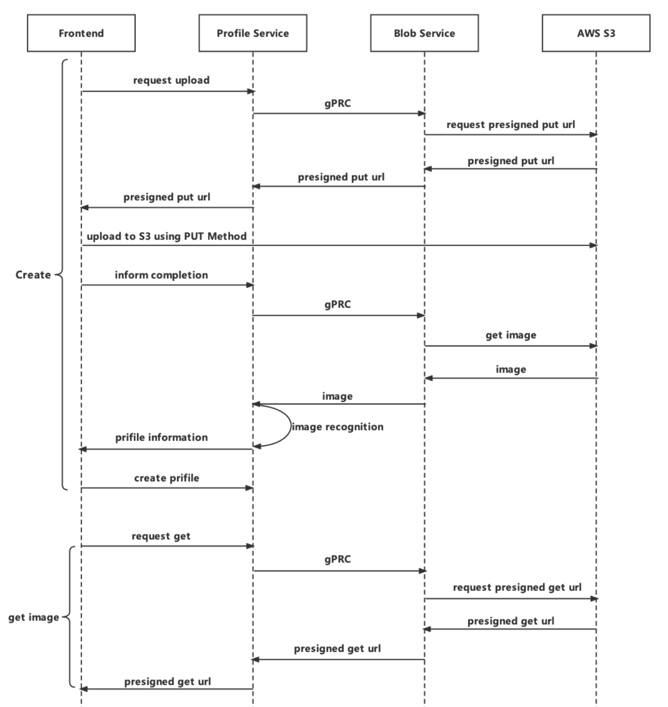 Frontend
Profile Service
Blob Service
AWS S3
request upload
gPRC
request presigned put url
presigned put url
presigned put url
presigned put url
upload to S3 using PUT Method
Create
inform completion
gPRC
get image
image
image
image recognition
prifile information
create prifile
request get
gPRC
request presigned get url
get image
presigned get url
presigned get url
presigned get url